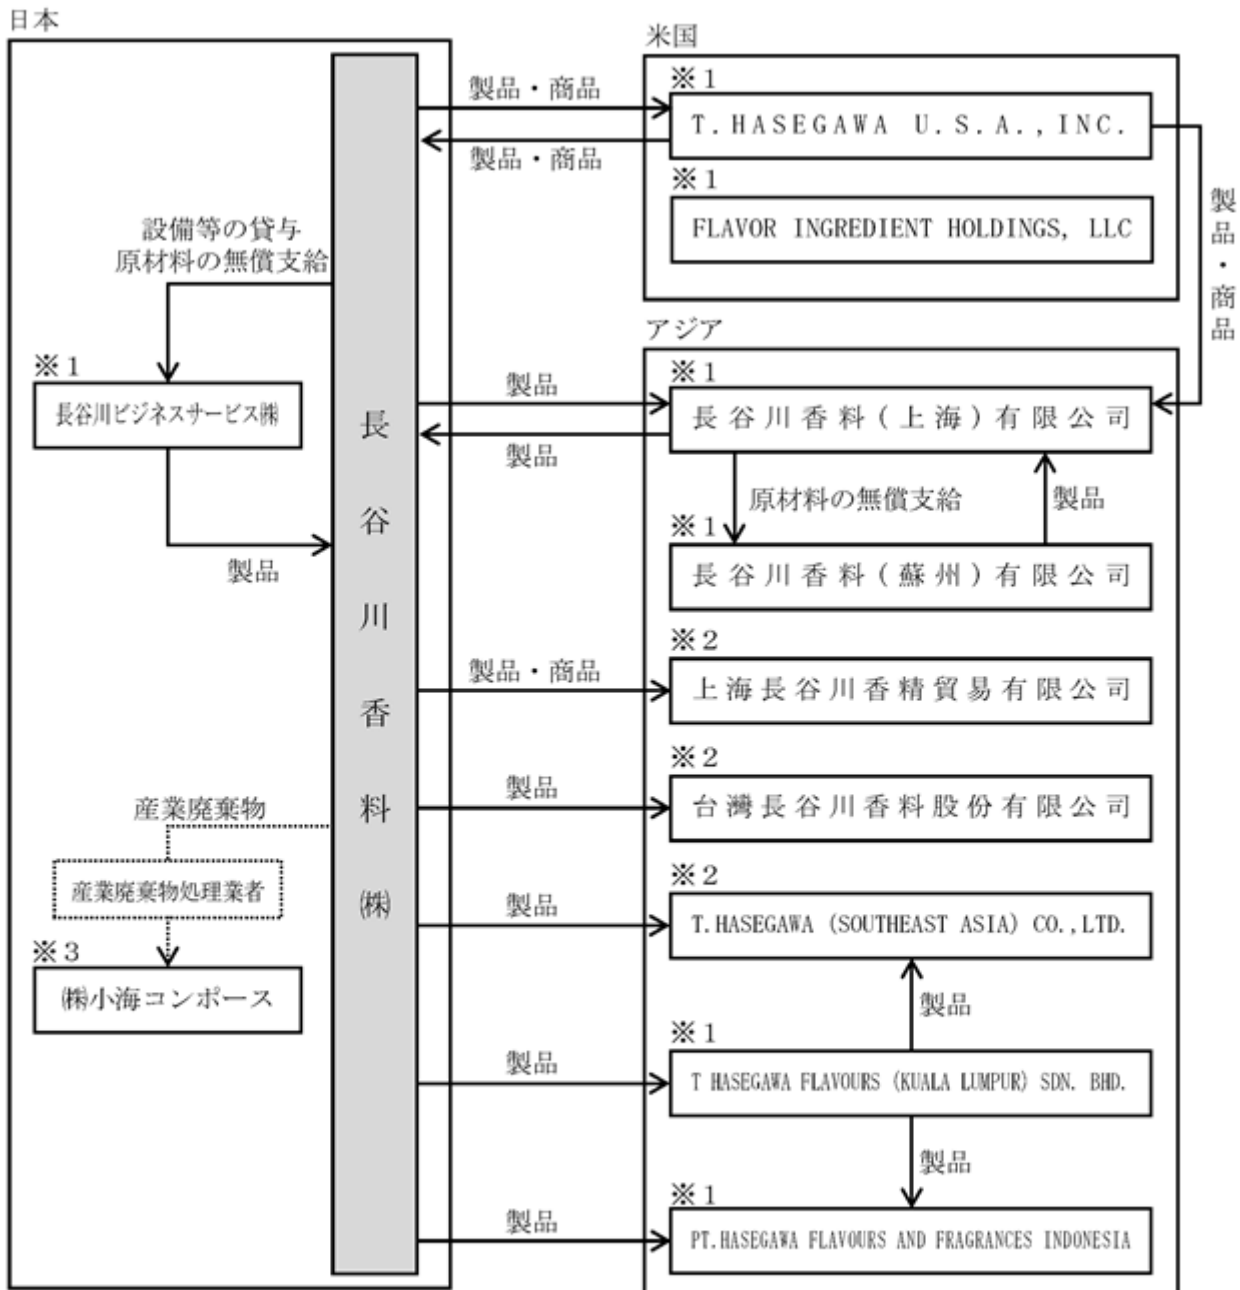 日本
設備等の貸与
原材料の無償支給
※1
長谷川ビジネスサービス㈱
製品
産業廃棄物
産業廃棄物処理業者
※3
㈱小海コンポース
長谷川香料㈱
製品・商品
製品・商品
製品
製品
製品・商品
製品
製品
製品
製品
米国
※1
T.HASEGAWA U.S.A.,INC.
※1
FLAVOR INGREDIENT HOLDINGS, LLC
製品・商品
アジア
※1
長谷川香料(上海)有限公司
原材料の無償支給
製品
※1
長谷川香料(蘇州)有限公司
※2
上海長谷川香精貿易有限公司
※2
台灣長谷川香料股份有限公司
※2
T.HASEGAWA (SOUTHEAST ASIA) CO.,LTD.
製品
※1
T HASEGAWA FLAVOURS (KUALA LUMPUR) SDN. BHD.
製品
※1
PT.HASEGAWA FLAVOURS AND FRAGRANCES INDONESIA